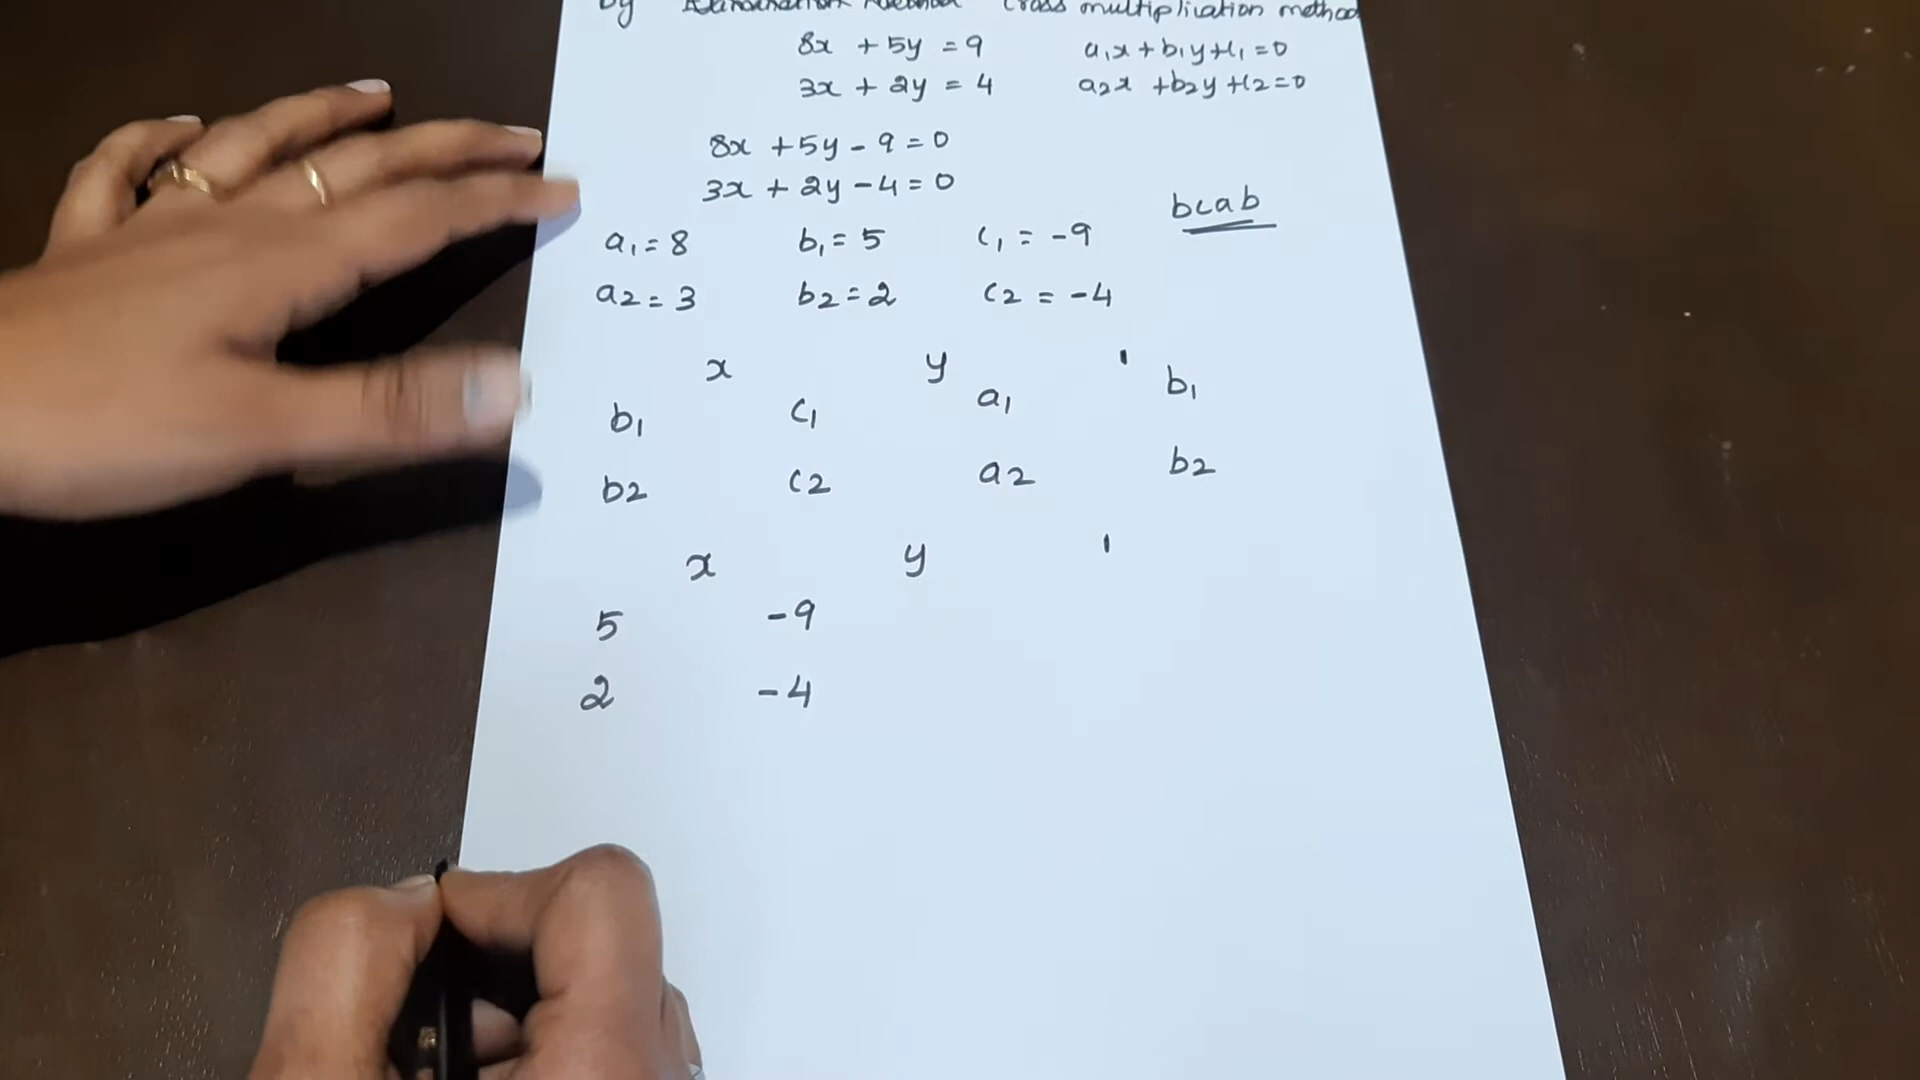 By Cross multiplication method
8x + 5y = 9 a₁x + b₁y + c₁ = 0
3x + 2y = 4 a2x + b2y + c2 = 0
8x + 5y - 9 = 0
3x + 2y - 4 = 0
bcab
a₁ = 8 b₁ = 5 c₁ = -9
a2 = 3 b2 = 2 c2 = -4
x y 1
b₁ c₁ a₁ b₁
b2 c2 a2 b2
x y 1
5 -9
2 -4